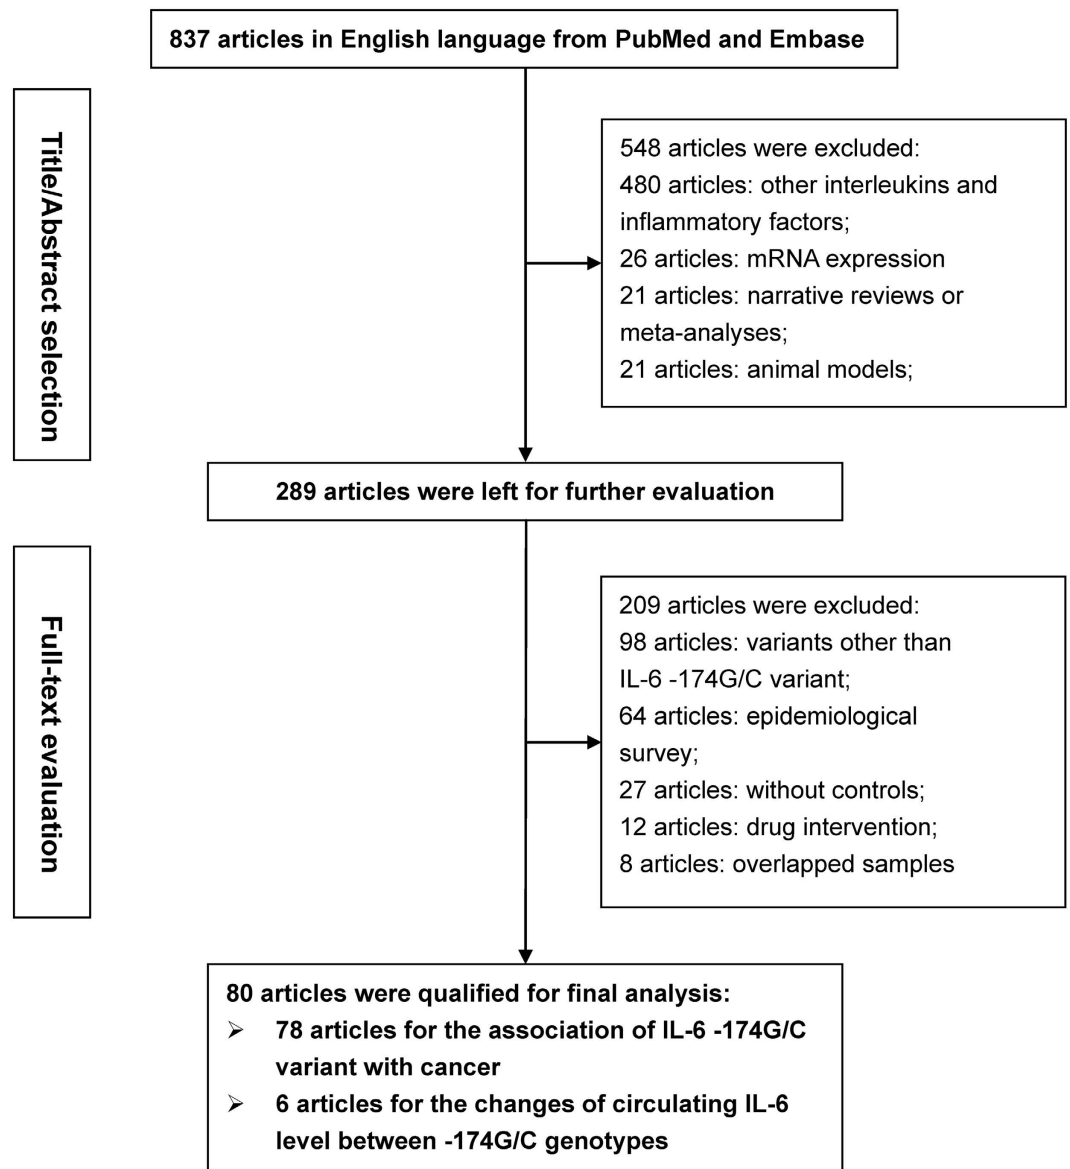 837 articles in English language from PubMed and Embase
Title/Abstract selection
548 articles were excluded:
480 articles: other interleukins and
inflammatory factors;
26 articles: mRNA expression
21 articles: narrative reviews or
meta-analyses;
21 articles: animal models;
289 articles were left for further evaluation
Full-text evaluation
209 articles were excluded:
98 articles: variants other than
IL-6 -174G/C variant;
64 articles: epidemiological
survey;
27 articles: without controls;
12 articles: drug intervention;
8 articles: overlapped samples
80 articles were qualified for final analysis:
➢ 78 articles for the association of IL-6 -174G/C
variant with cancer
➢ 6 articles for the changes of circulating IL-6
level between -174G/C genotypes